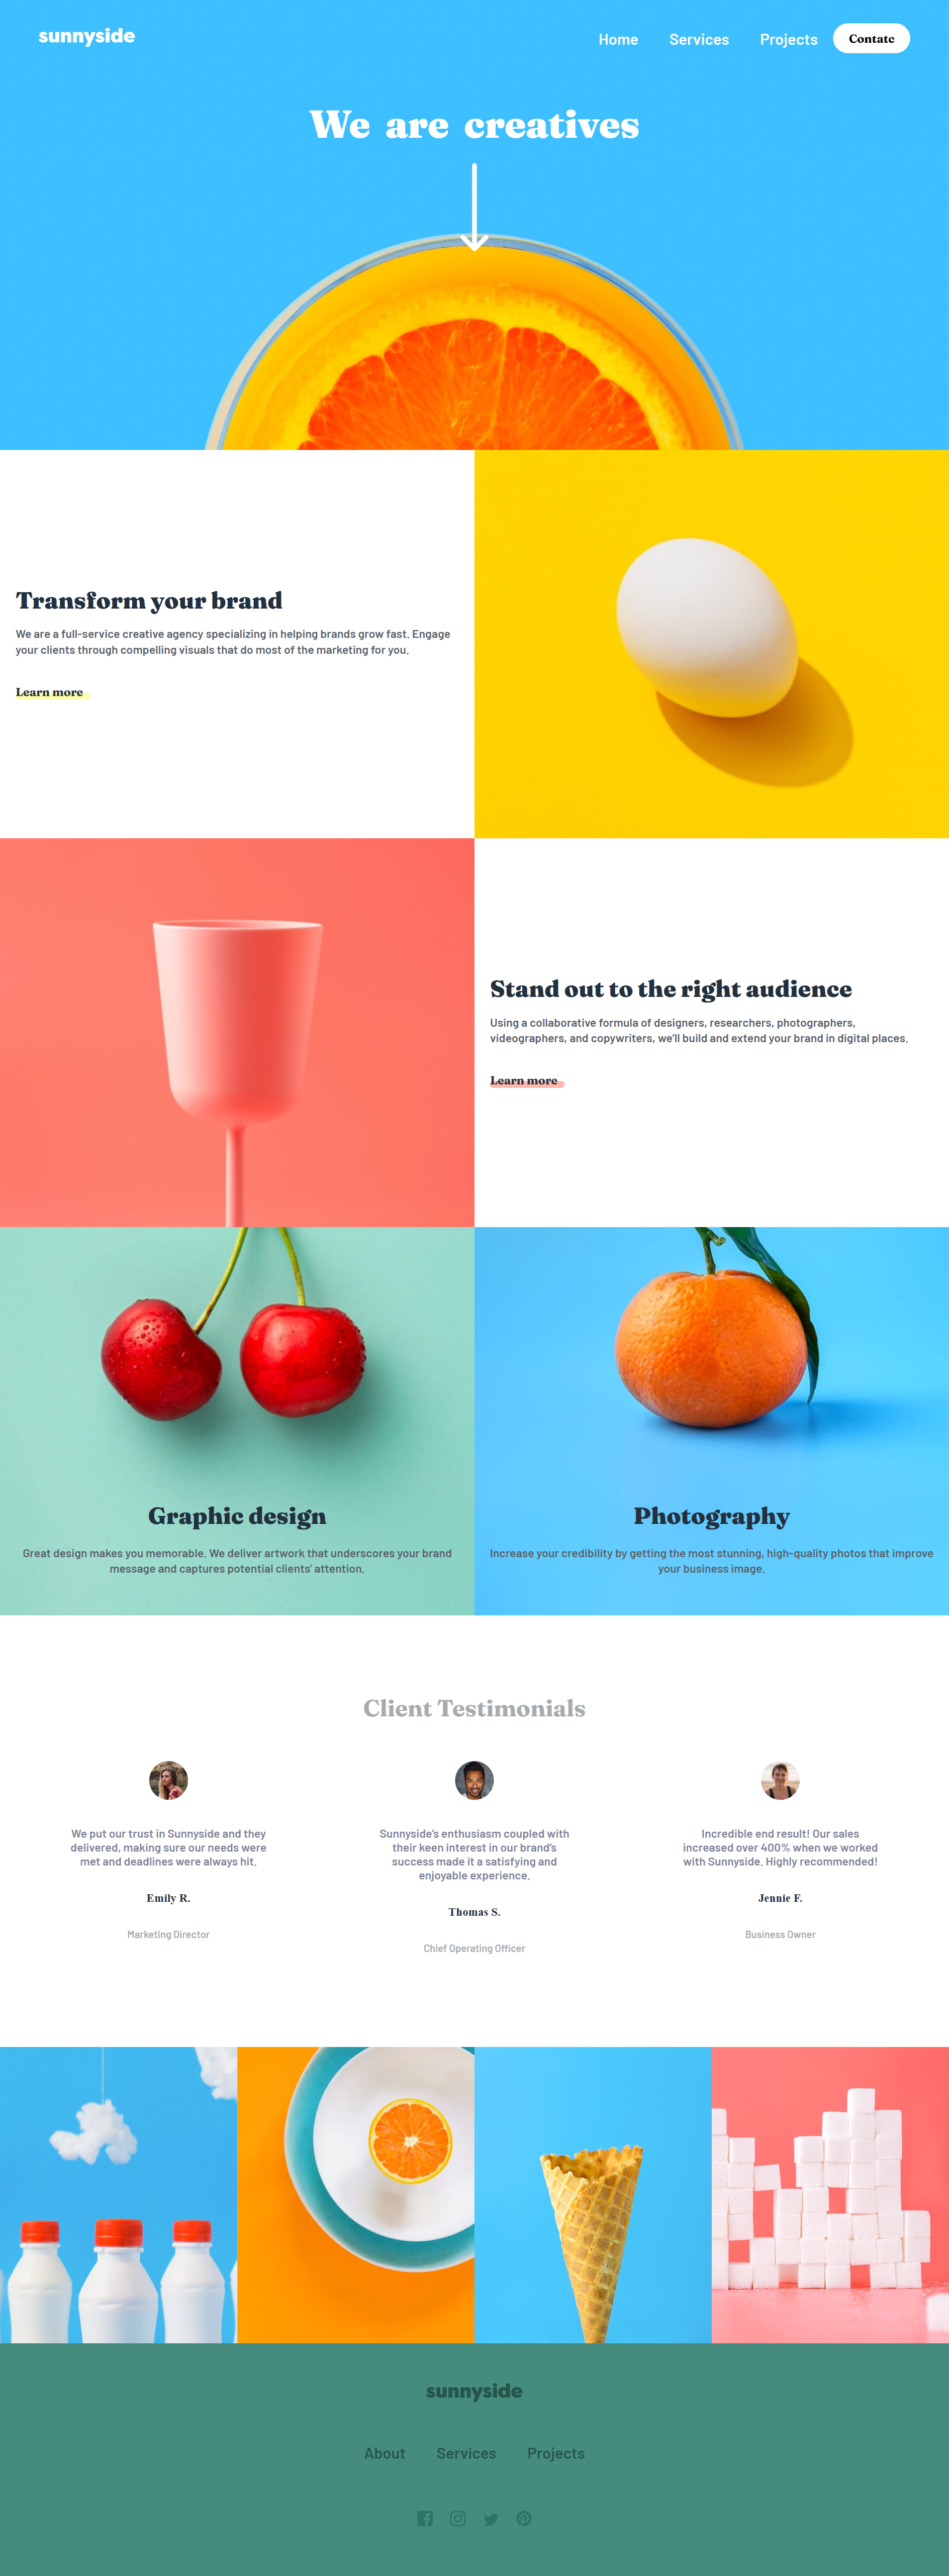 sunnyside
Home Services Projects Contatc
We are creatives
Transform your brand
We are a full-service creative agency specializing in helping brands grow fast. Engage
your clients through compelling visuals that do most of the marketing for you.
Learn more
Stand out to the right audience
Using a collaborative formula of designers, researchers, photographers,
videographers, and copywriters, we'll build and extend your brand in digital places.
Learn more
Graphic design
Great design makes you memorable. We deliver artwork that underscores your brand
message and captures potential clients' attention.
Photography
Increase your credibility by getting the most stunning, high-quality photos that improve
your business image.
Client Testimonials
We put our trust in Sunnyside and they
delivered, making sure our needs were
met and deadlines were always hit.
Emily R.
Marketing Director
Sunnyside's enthusiasm coupled with
their keen interest in our brand's
success made it a satisfying and
enjoyable experience.
Thomas S.
Chief Operating Officer
Incredible end result! Our sales
increased over 400% when we worked
with Sunnyside. Highly recommended!
Jennie F.
Business Owner
sunnyside
About Services Projects